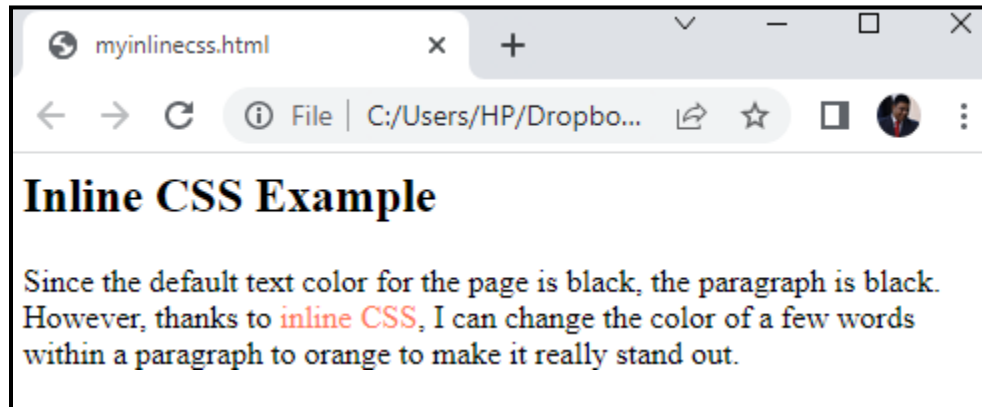 myinlinecss.html
File | C:/Users/HP/Dropbo...
Inline CSS Example
Since the default text color for the page is black, the paragraph is black.
However, thanks to inline CSS, I can change the color of a few words
within a paragraph to orange to make it really stand out.